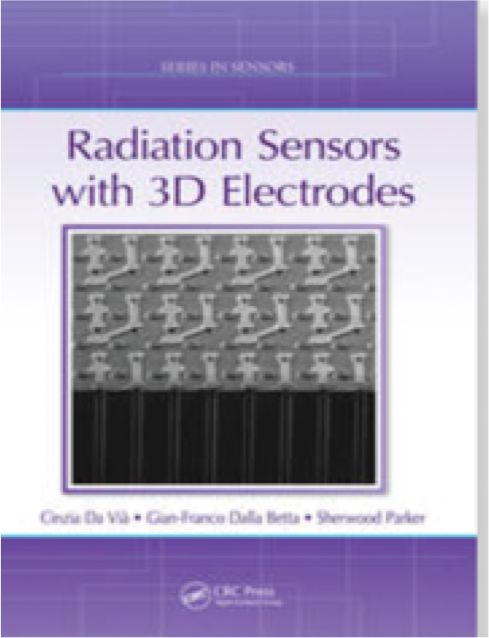 SERIES IN SENSORS
Radiation Sensors
with 3D Electrodes
Cinzia Da Vià • Gian-Franco Dalla Betta • Sherwood Parker
CRC Press